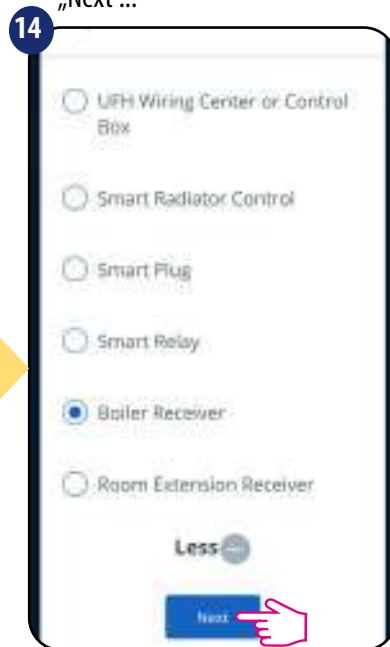 „Next"...
14
UFH Wiring Center or Control
Box
Smart Radiator Control
Smart Plug
Smart Relay
Boiler Receiver
Room Extension Receiver
Less
Next